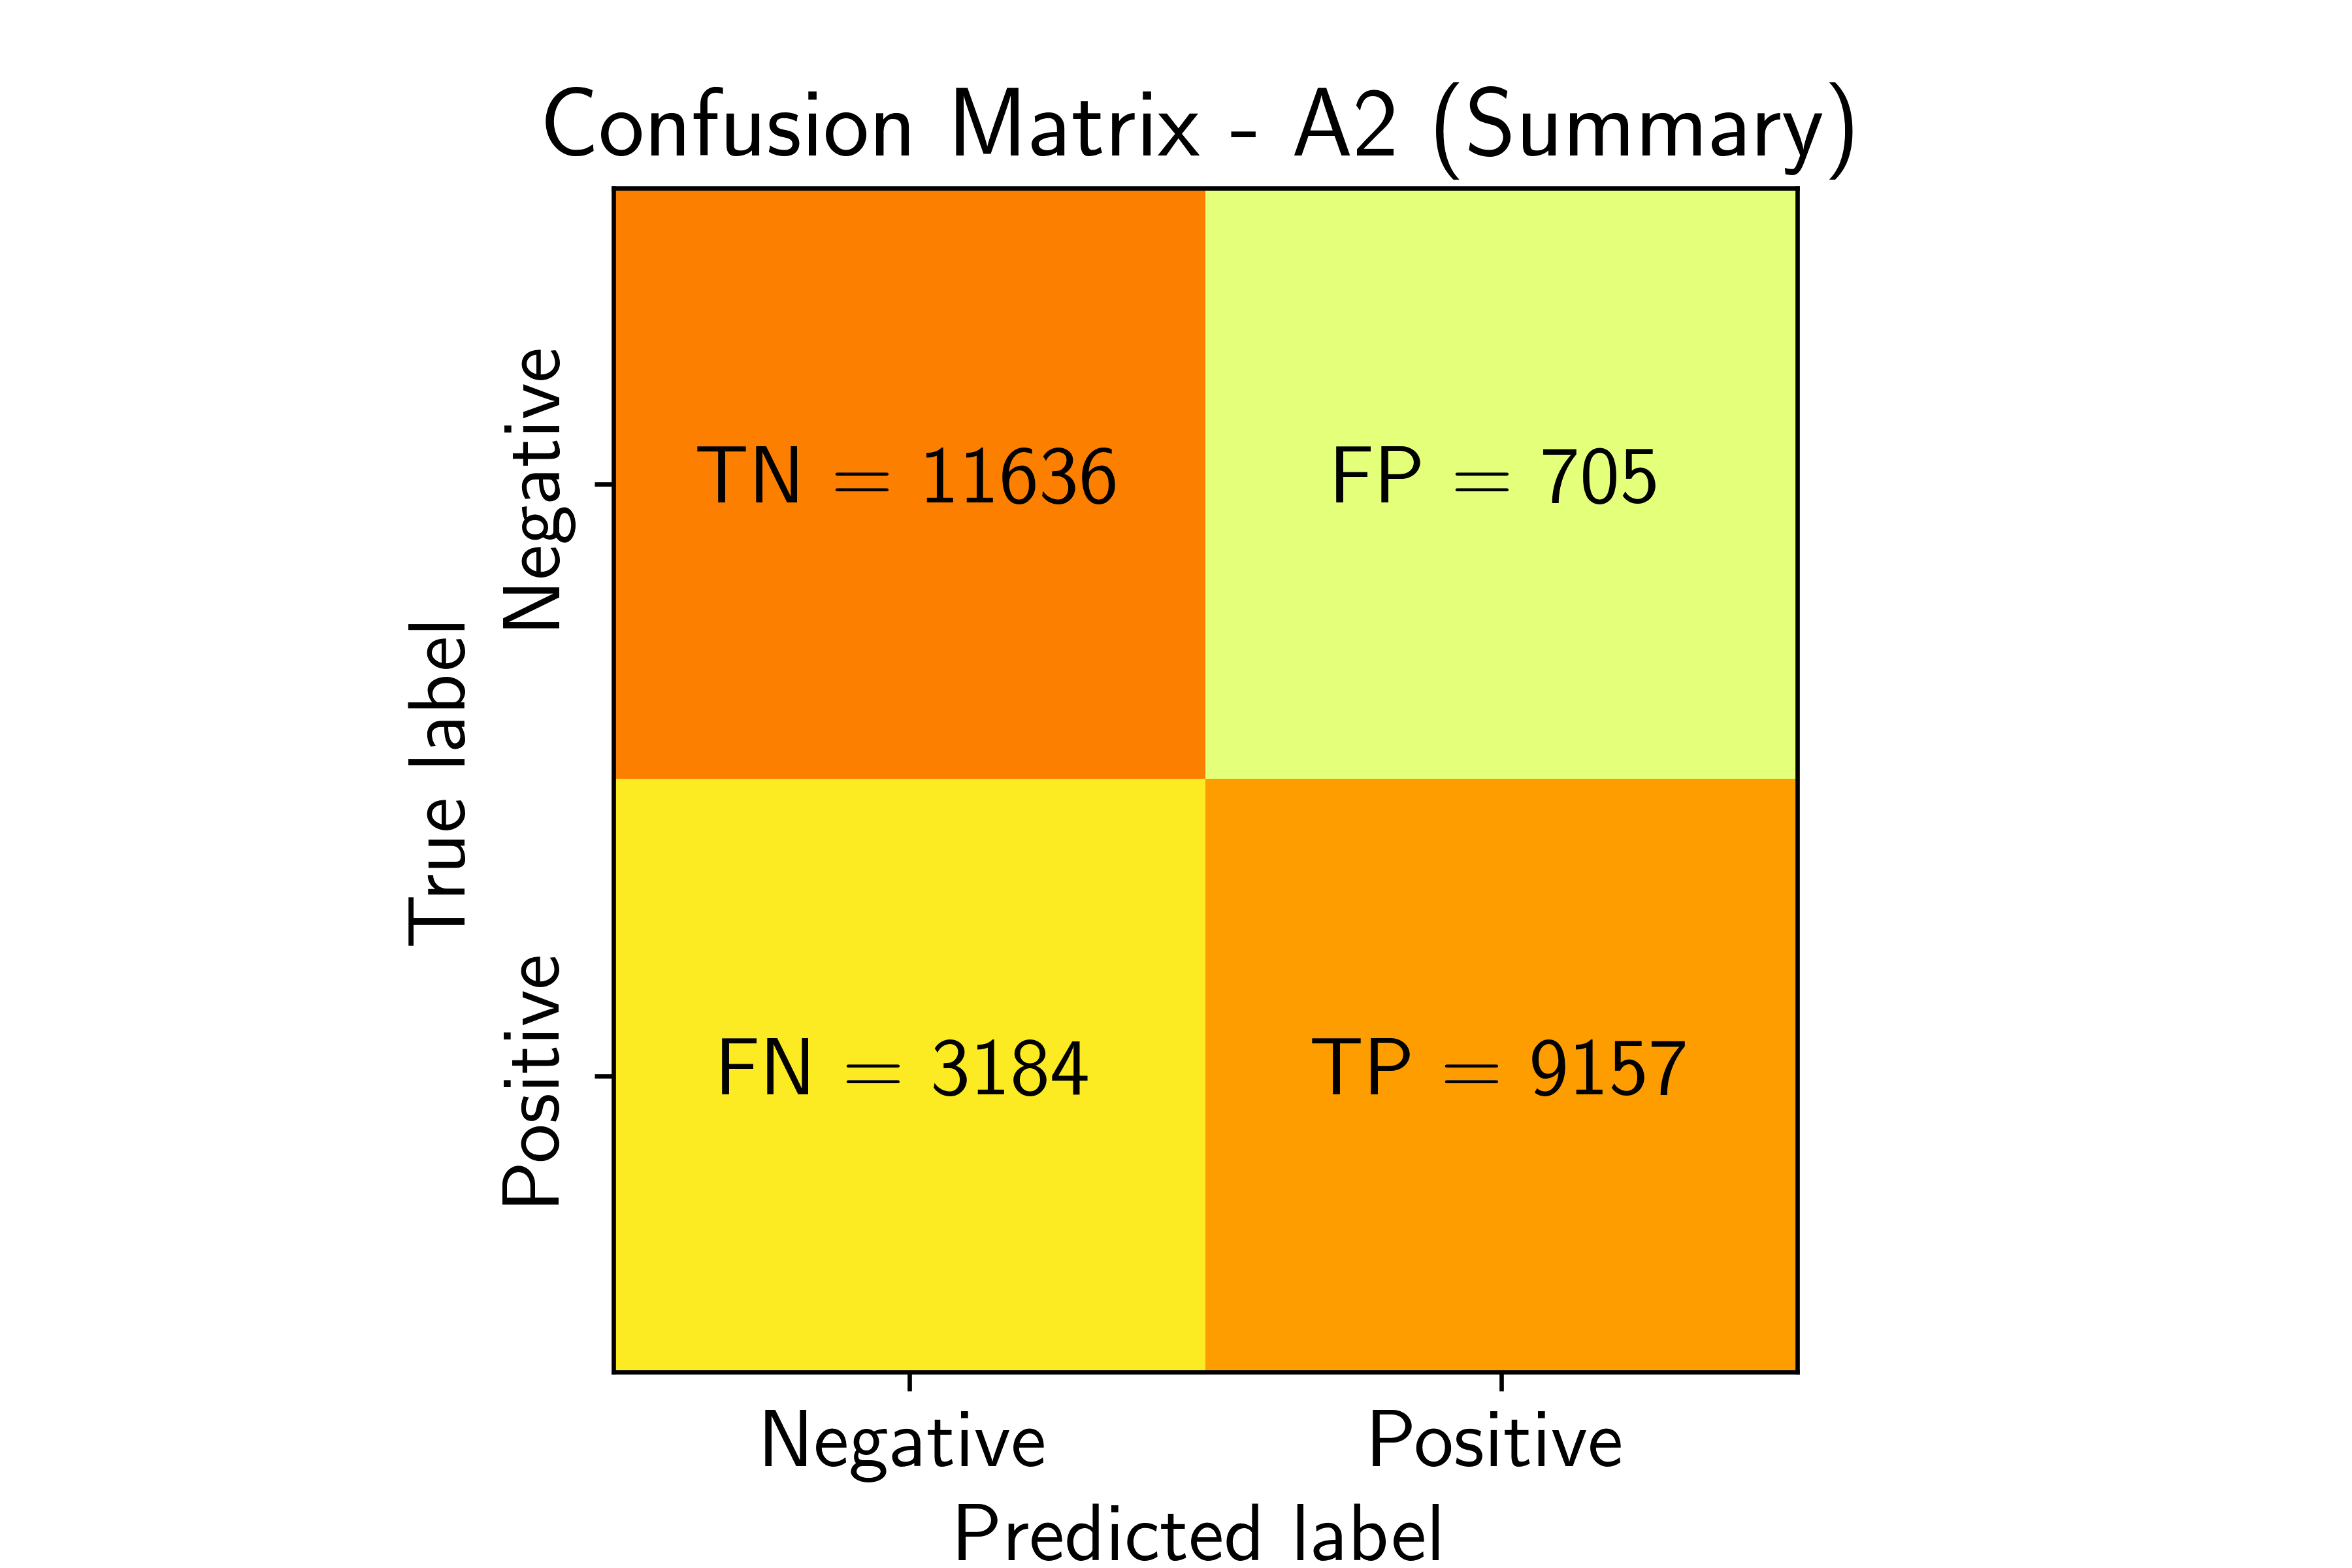 Confusion Matrix - A2 (Summary)
True label
Negative
Positive
TN = 11636
FP = 705
FN = 3184
TP = 9157
Negative
Positive
Predicted label